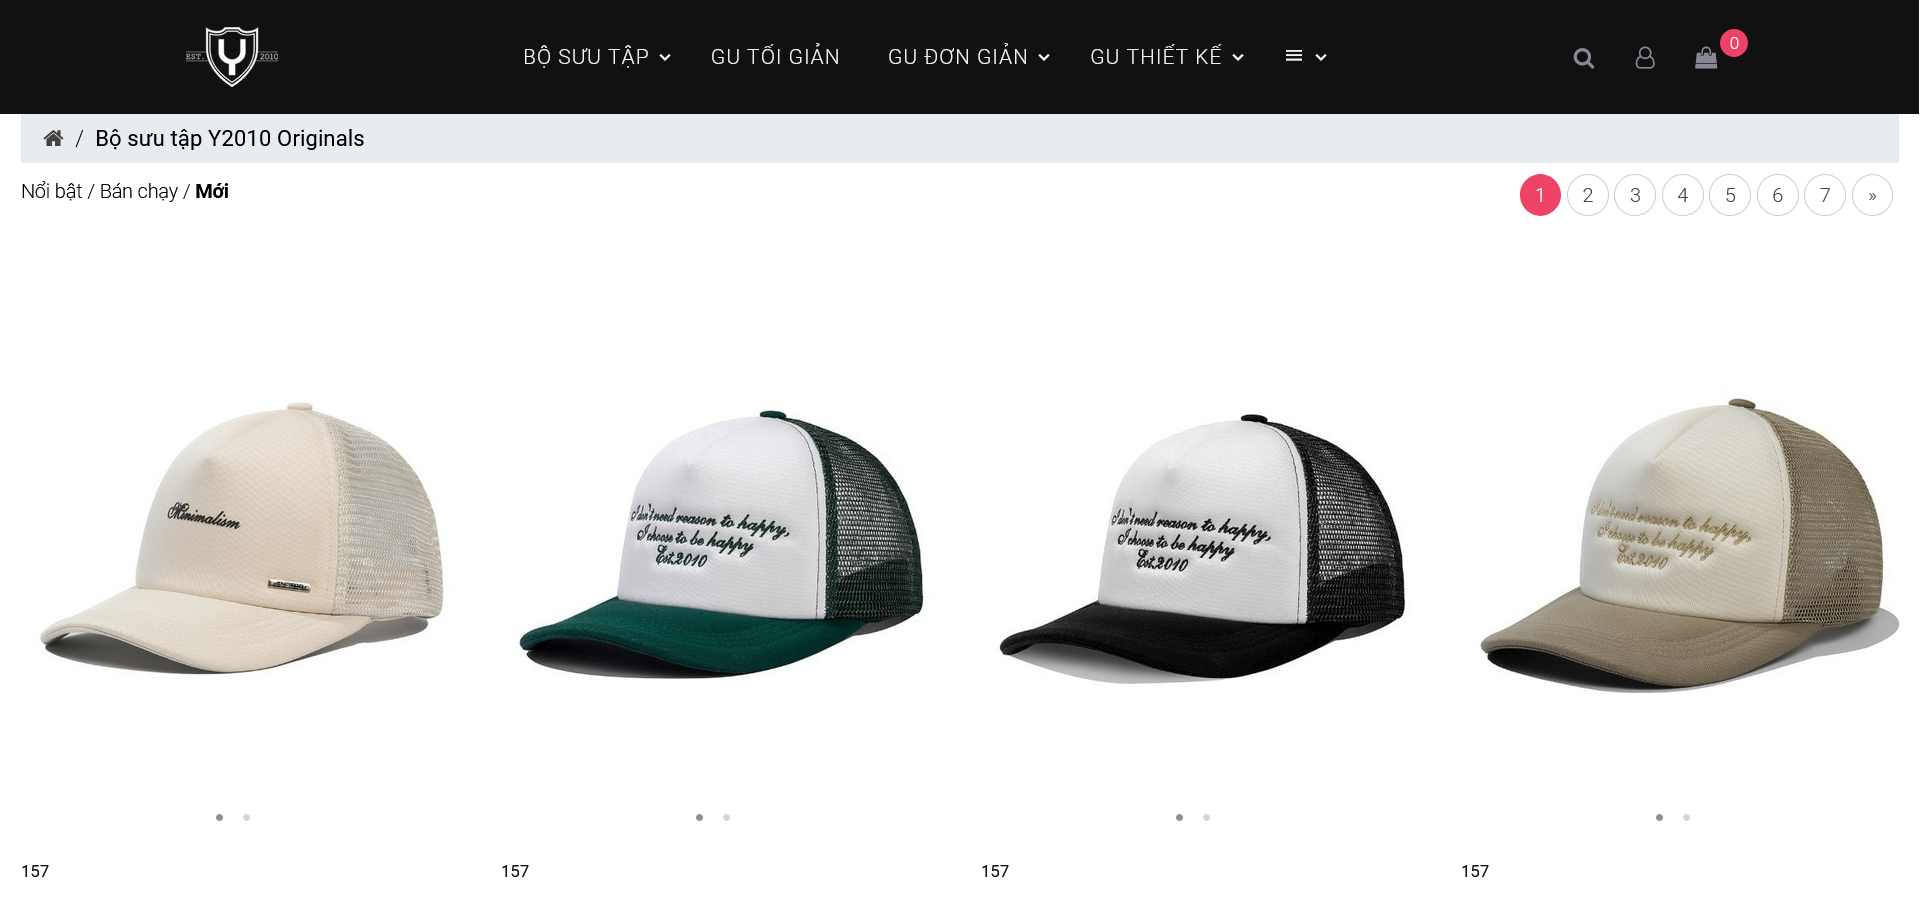 EST. Y 2010
BỘ SƯU TẬP GU TỐI GIẢN GU ĐƠN GIẢN GU THIẾT KẾ 0
/ Bộ sưu tập Y2010 Originals
Nổi bật / Bán chạy / Mới
1 2 3 4 5 6 7 »
Minimalism
I don't need reason to happy,
I choose to be happy
Est.2010
I don't need reason to happy,
I choose to be happy
Est.2010
I don't need reason to happy,
I choose to be happy
Est.2010
157 157 157 157